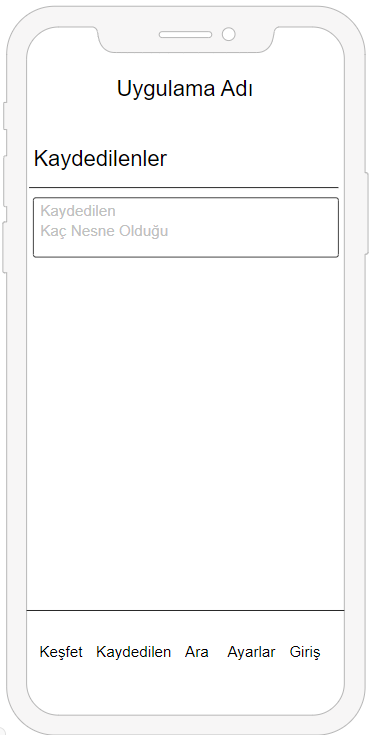 Uygulama Adı
Kaydedilenler
Kaydedilen
Kaç Nesne Olduğu
Keşfet Kaydedilen Ara Ayarlar Giriş